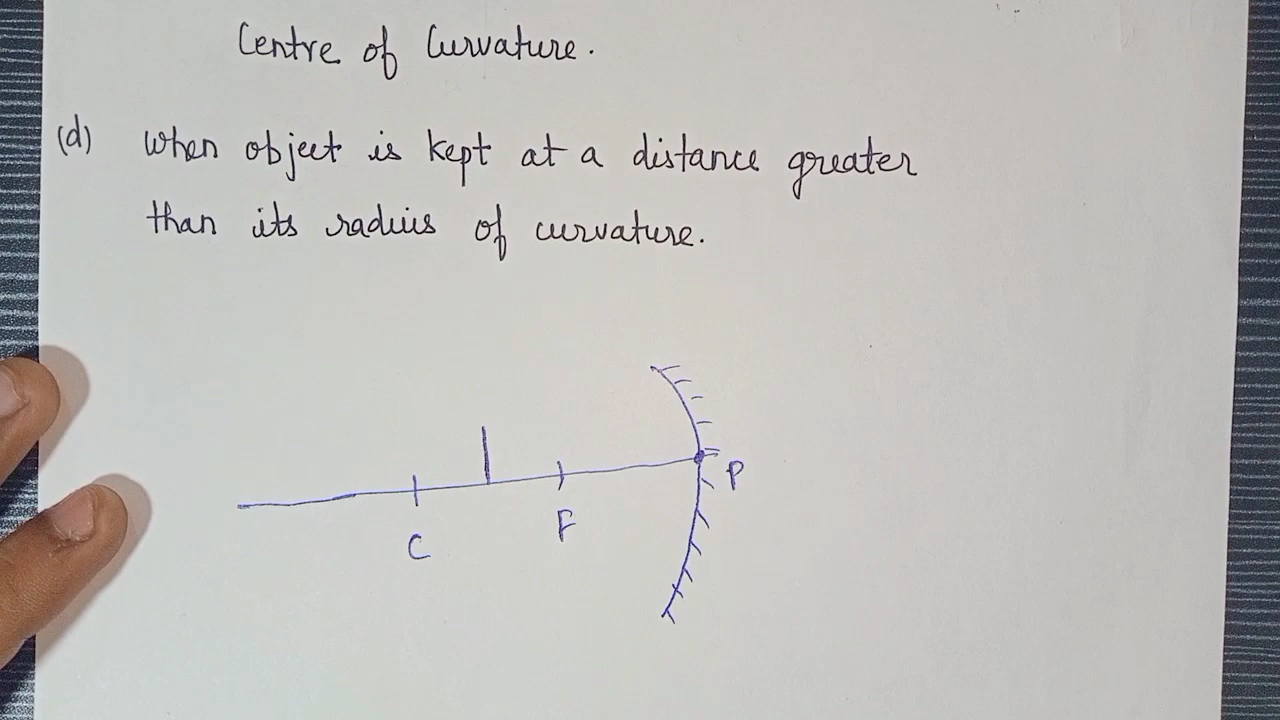 Centre of Curvature.
(d) when object is kept at a distance greater
than its radius of curvature.
P
F
C